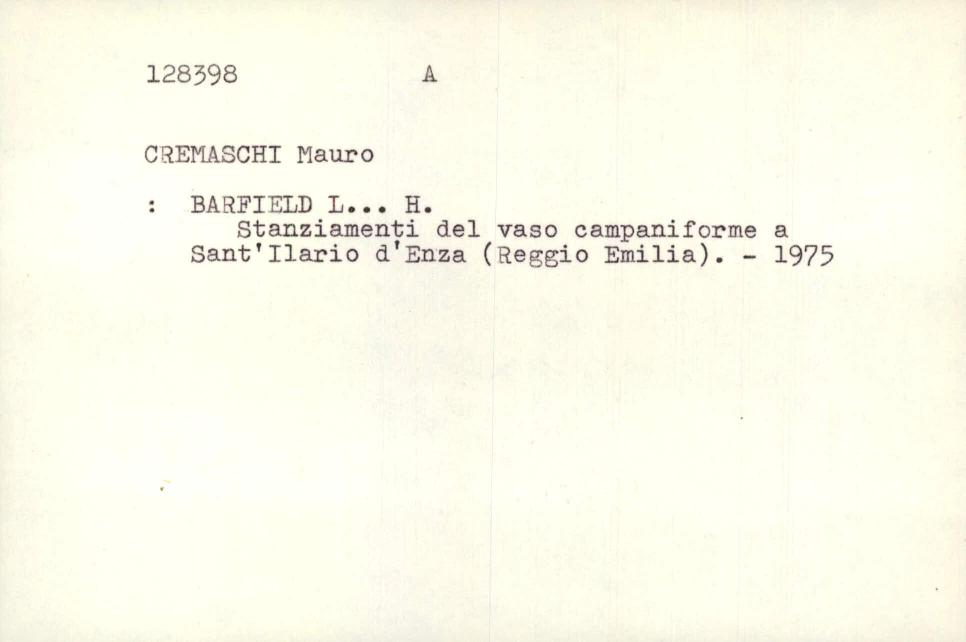 128398 A
CREMASCHI Mauro
: BARFIELD L... H.
Stanziamenti del vaso campaniforme a
Sant'Ilario d'Enza (Reggio Emilia). - 1975